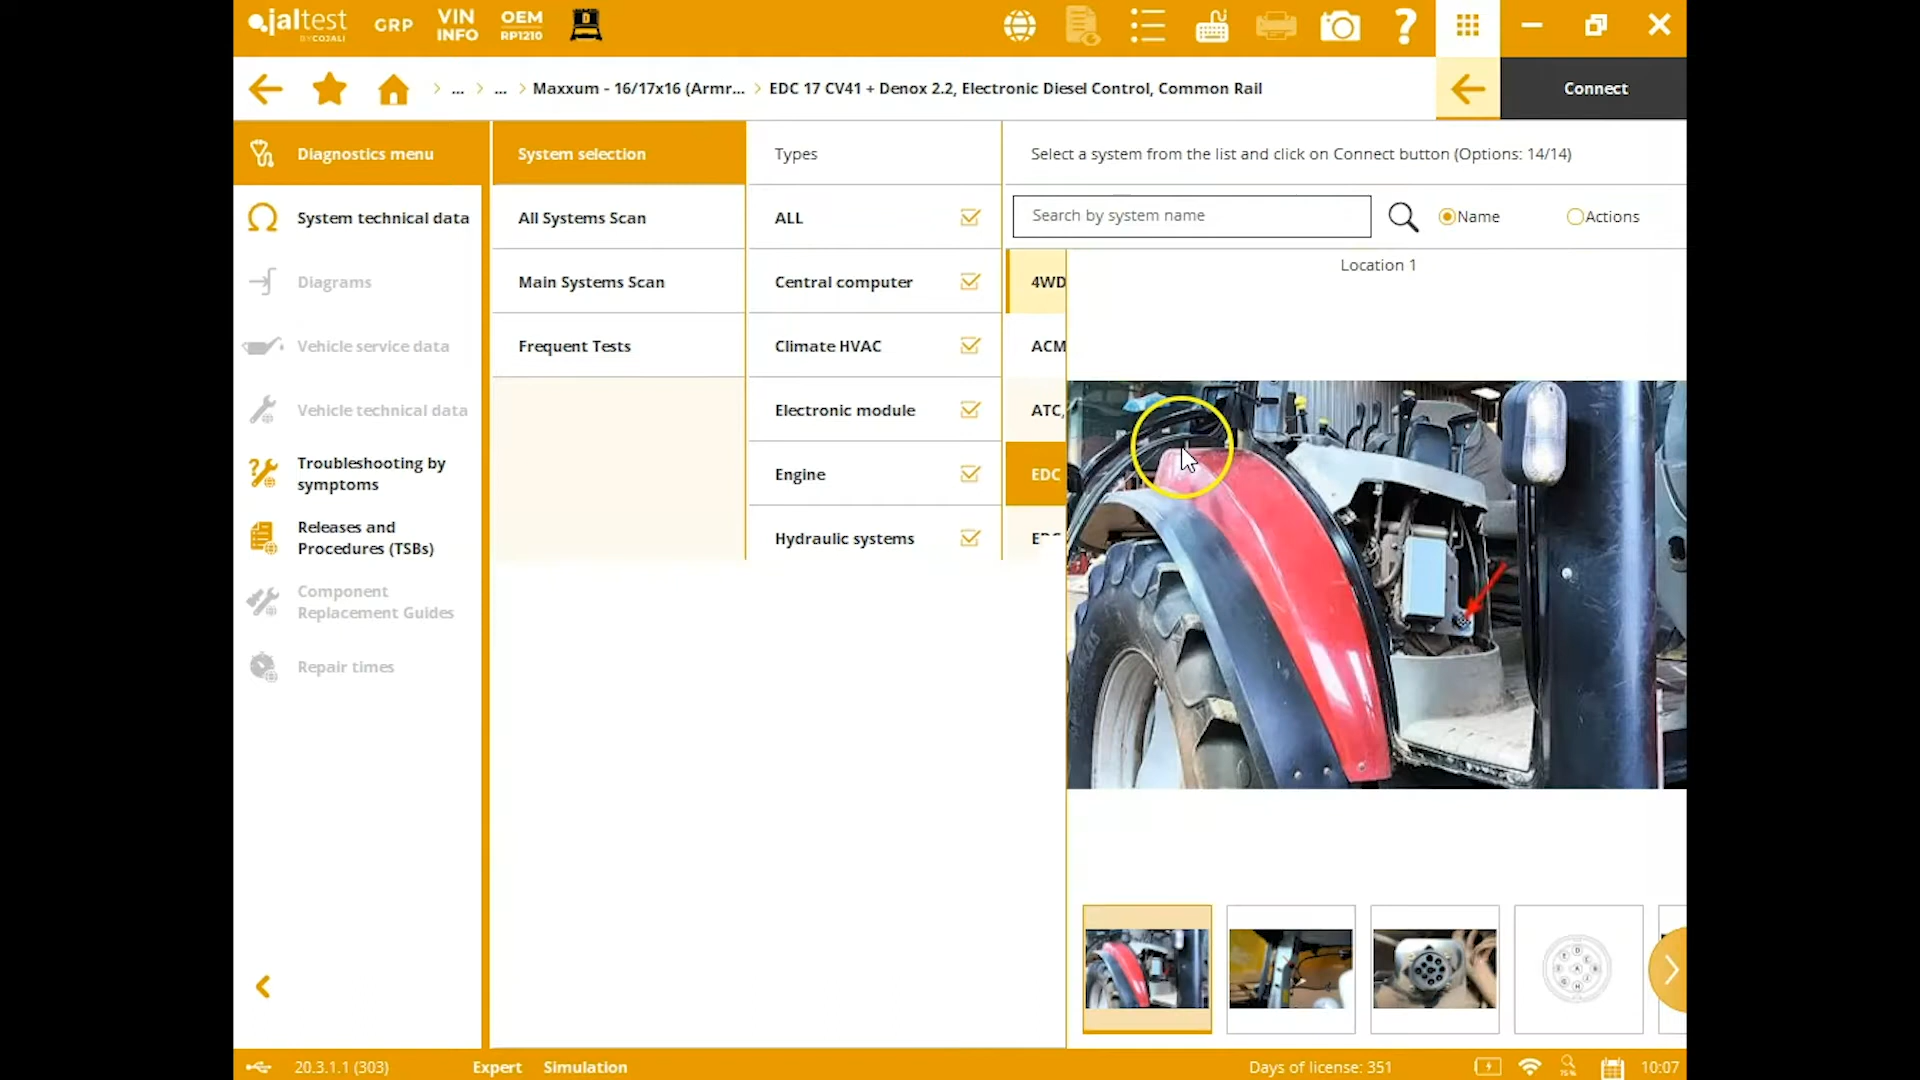 jaltest
BY COJALI
GRP
VIN
INFO
OEM
RP1210
D
?
...
...
Maxxum - 16/17x16 (Armr...
EDC 17 CV41 + Denox 2.2, Electronic Diesel Control, Common Rail
Connect
Diagnostics menu
System technical data
Diagrams
Vehicle service data
Vehicle technical data
Troubleshooting by
symptoms
Releases and
Procedures (TSBs)
Component
Replacement Guides
Repair times
System selection
All Systems Scan
Main Systems Scan
Frequent Tests
Types
ALL
Central computer
Climate HVAC
Electronic module
Engine
Hydraulic systems
Select a system from the list and click on Connect button (Options: 14/14)
Search by system name
Name
Actions
4WD
ACM
ATC,
EDC
Location 1
20.3.1.1 (303)
Expert
Simulation
Days of license: 351
75 %
10:07